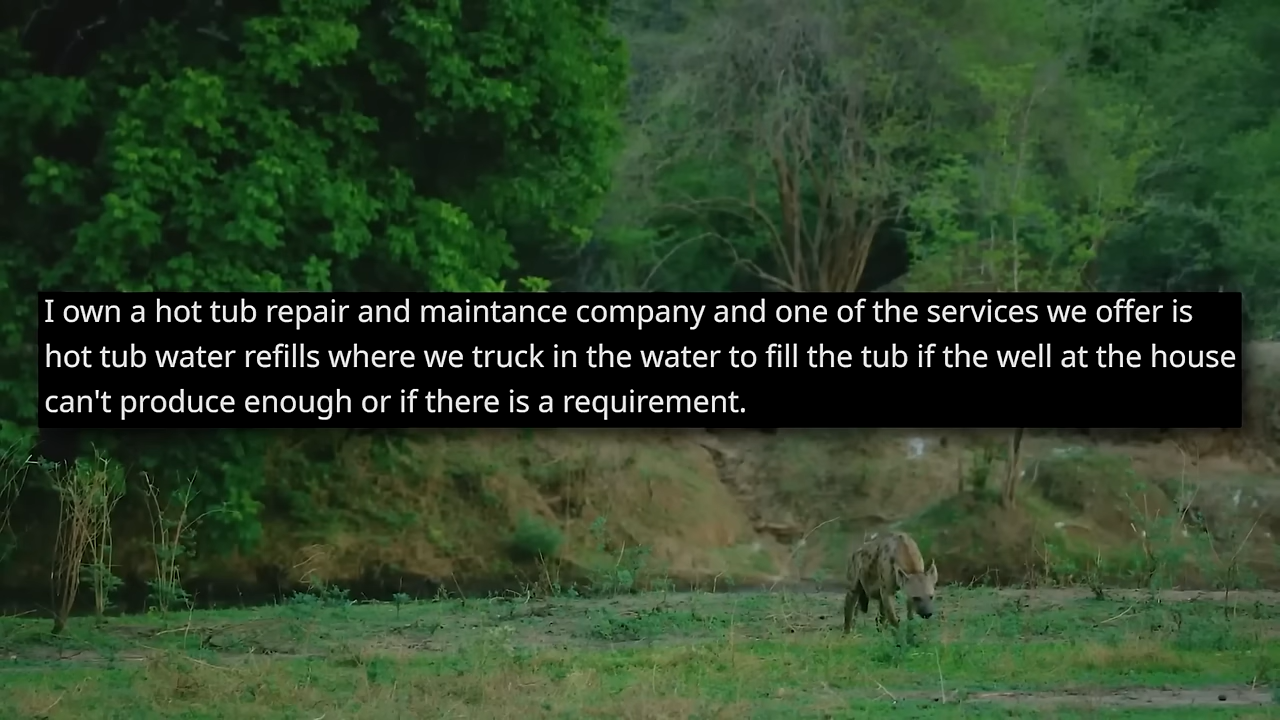 I own a hot tub repair and maintance company and one of the services we offer is
hot tub water refills where we truck in the water to fill the tub if the well at the house
can't produce enough or if there is a requirement.